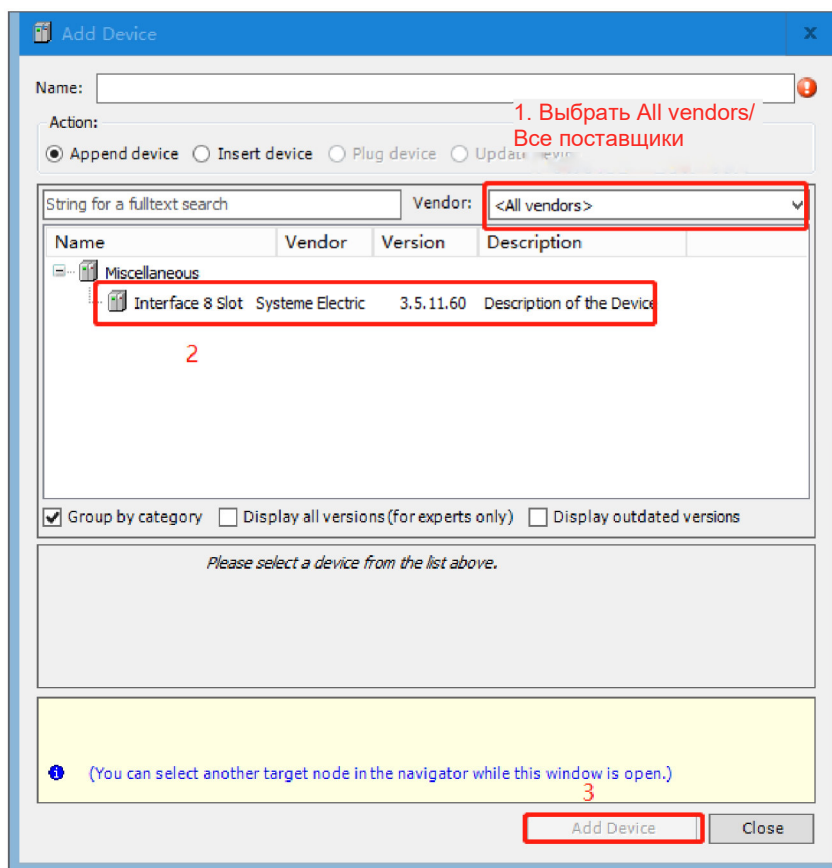 Add Device
x
Name:
1. Выбрать All vendors/
Все поставщики
Action:
Append device Insert device Plug device Update
String for a fulltext search Vendor: <All vendors>
Name Vendor Version Description
Miscellaneous
Interface 8 Slot Systeme Electric 3.5.11.60 Description of the Device
2
Group by category Display all versions (for experts only) Display outdated versions
Please select a device from the list above.
(You can select another target node in the navigator while this window is open.)
3
Add Device Close